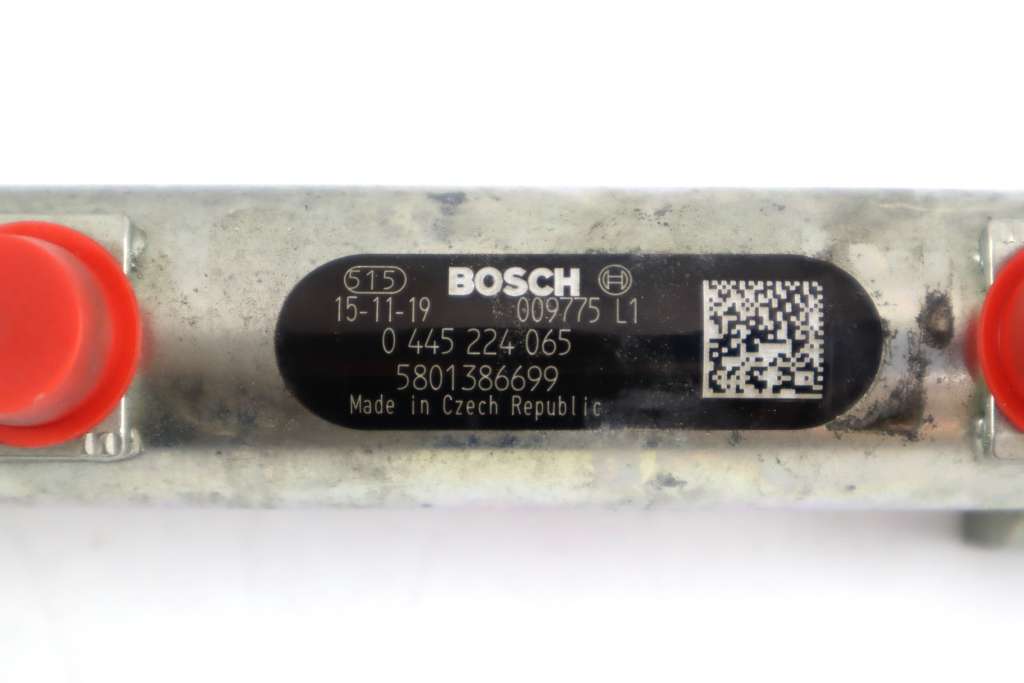 515 BOSCH
15-11-19 009775 L1
0 445 224 065
5801386699
Made in Czech Republic